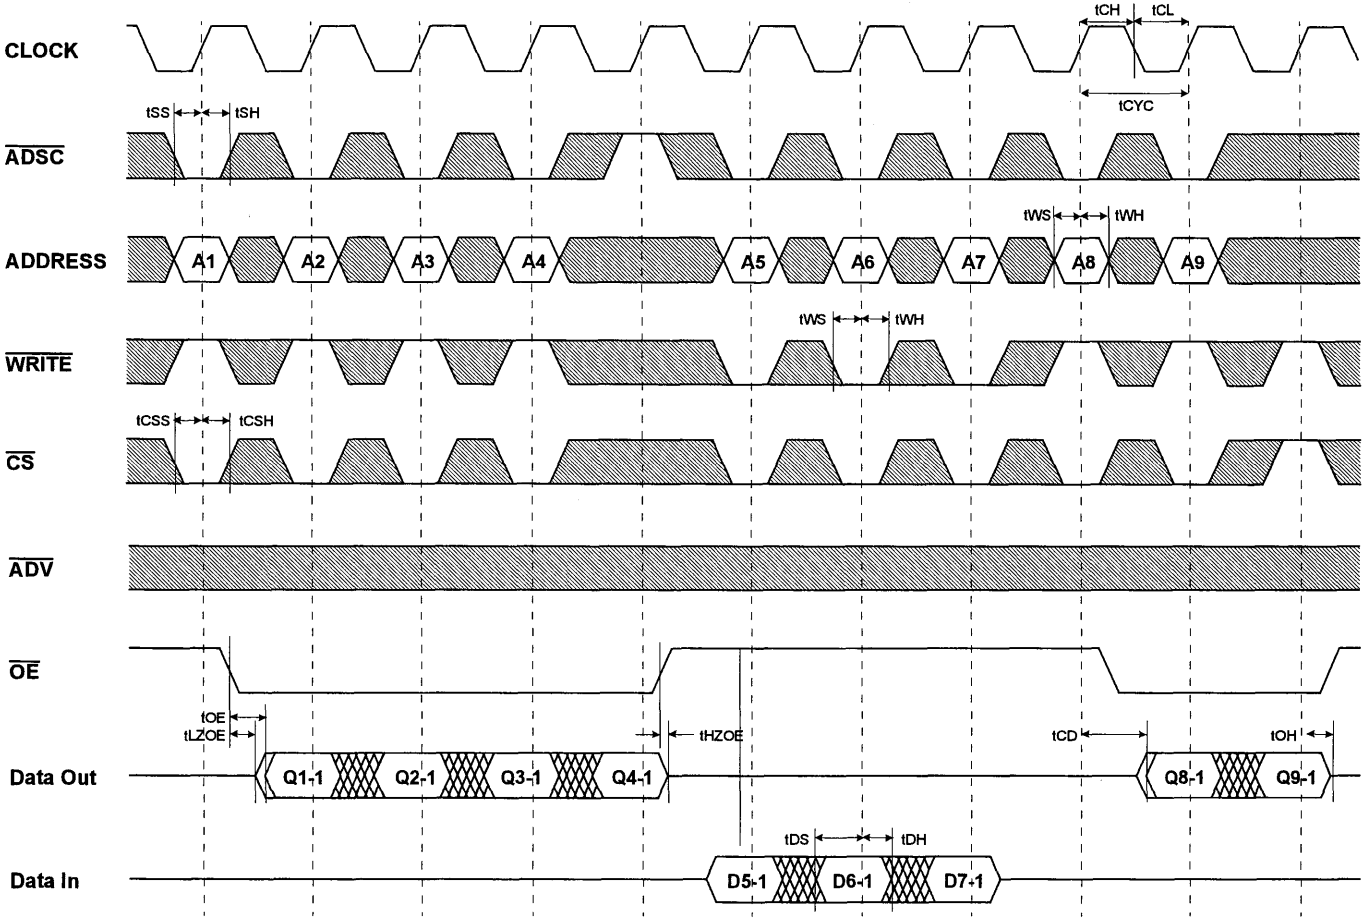 tCH tCL
CLOCK
tCYC
tSS tSH
ADSC
tWS tWH
ADDRESS A1 A2 A3 A4 A5 A6 A7 A8 A9
tWS tWH
WRITE
tCSS tCSH
CS
ADV
OE
tOE
tLZOE tHZOE tCD tOH
Data Out Q1-1 Q2-1 Q3-1 Q4-1 Q8-1 Q9-1
tDS tDH
Data In D5-1 D6-1 D7-1